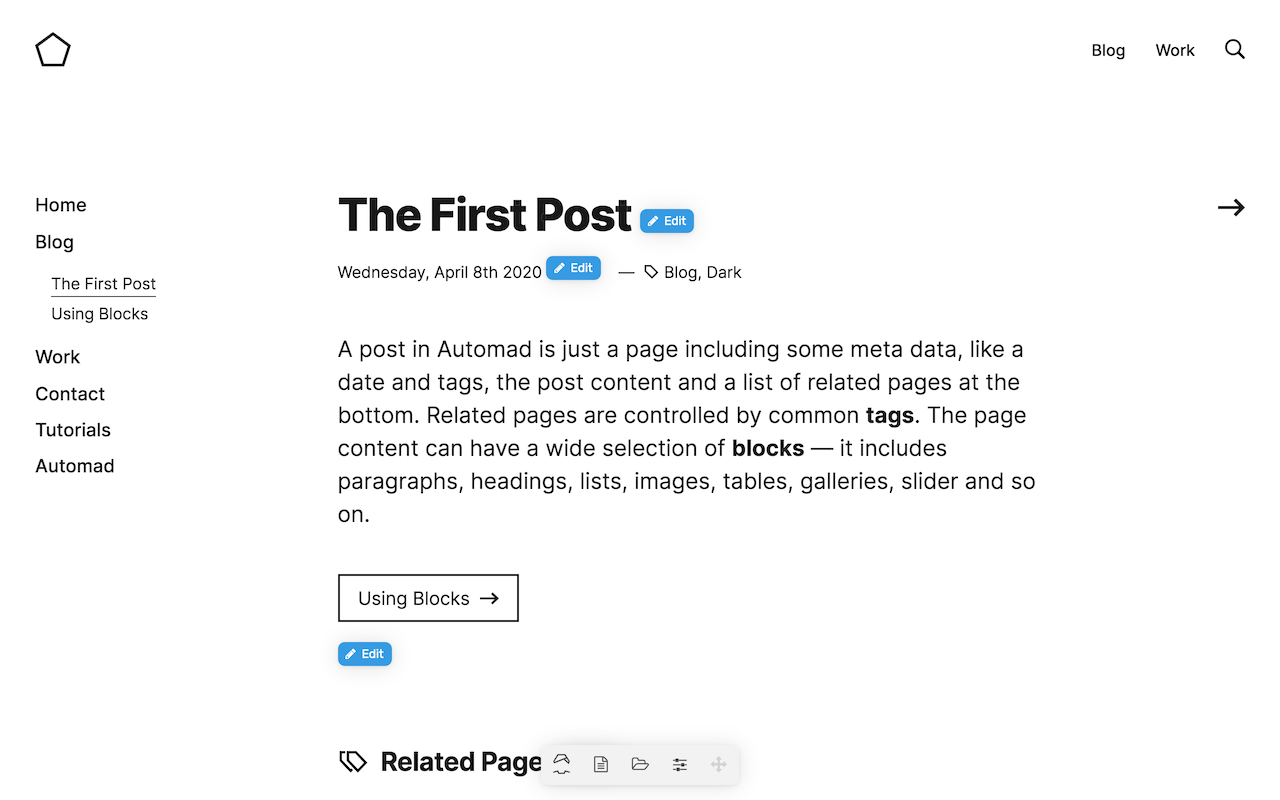 Blog Work
Home
Blog
The First Post
Using Blocks
Work
Contact
Tutorials
Automad
The First Post Edit
Wednesday, April 8th 2020 Edit — Blog, Dark
A post in Automad is just a page including some meta data, like a
date and tags, the post content and a list of related pages at the
bottom. Related pages are controlled by common tags. The page
content can have a wide selection of blocks — it includes
paragraphs, headings, lists, images, tables, galleries, slider and so
on.
Using Blocks →
Edit
Related Page